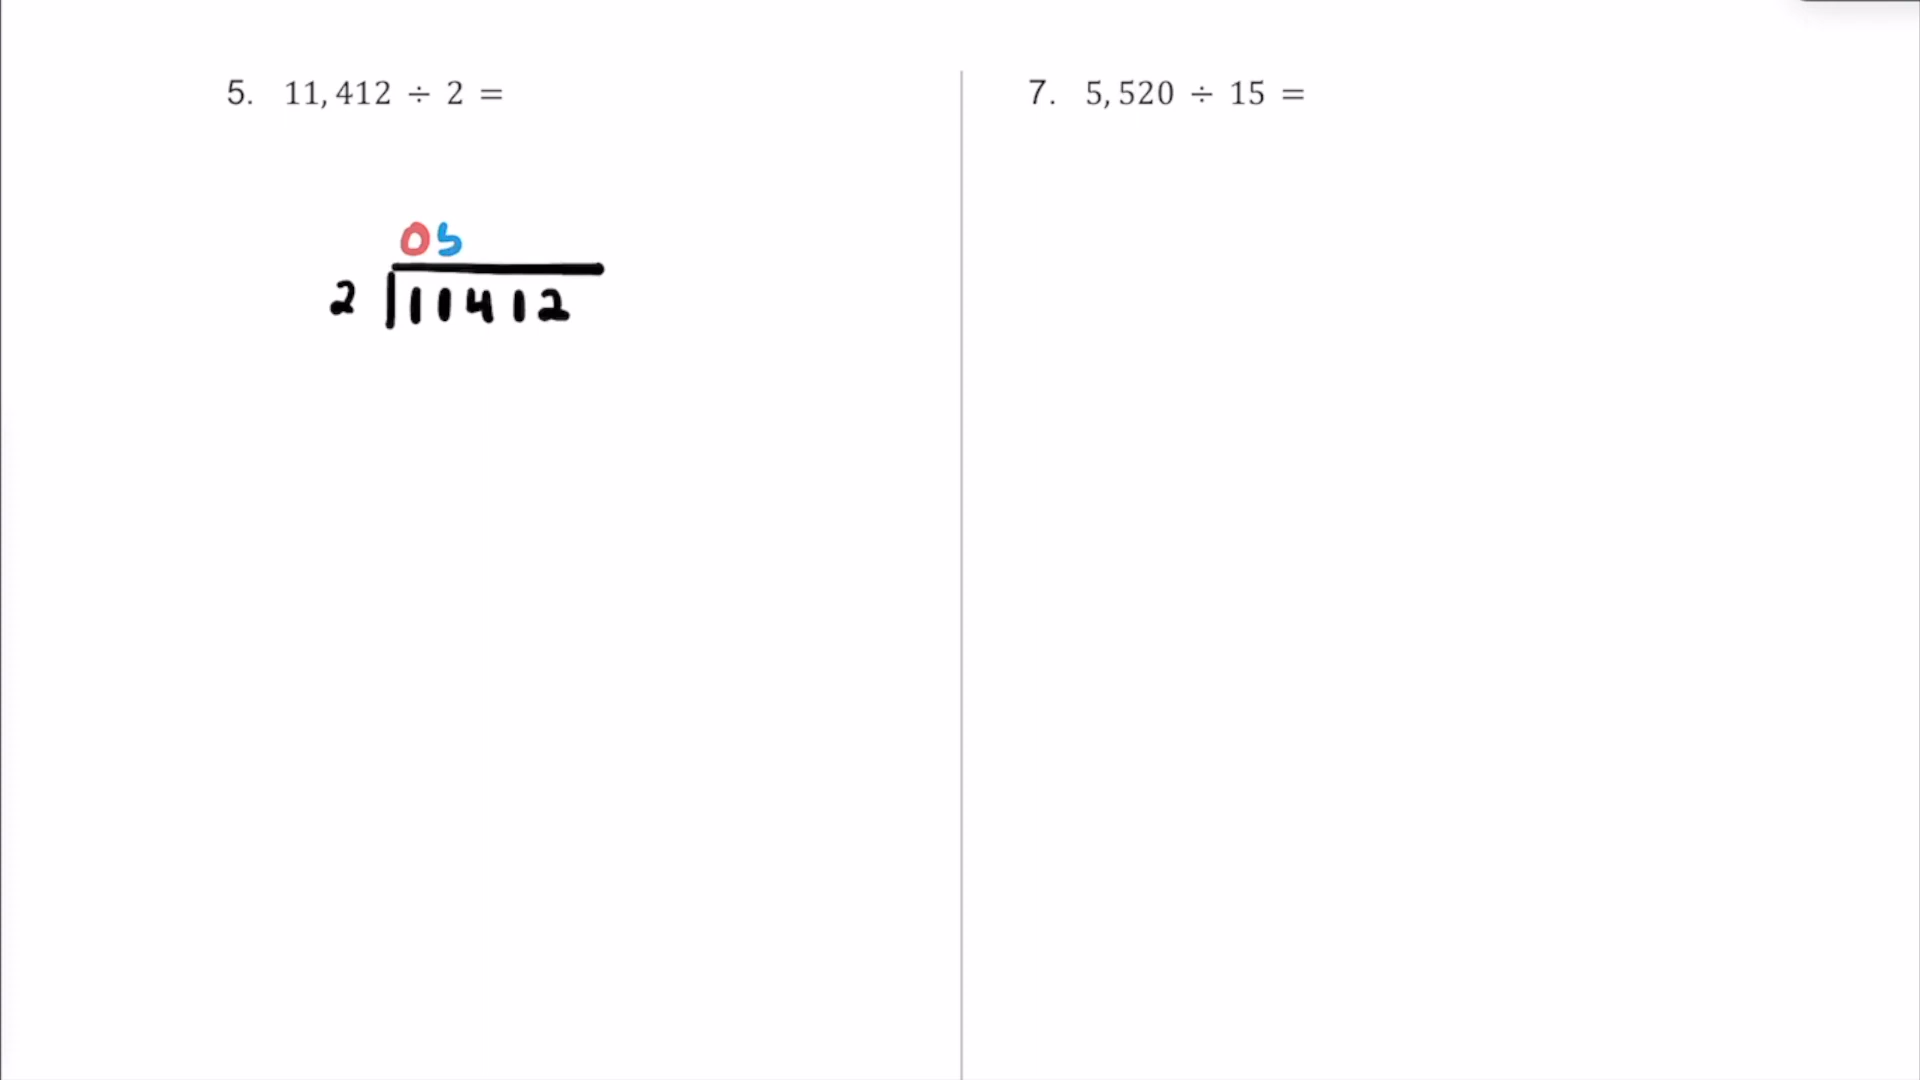 5. 11,412 ÷ 2 =
05
2 11412
7. 5,520 ÷ 15 =